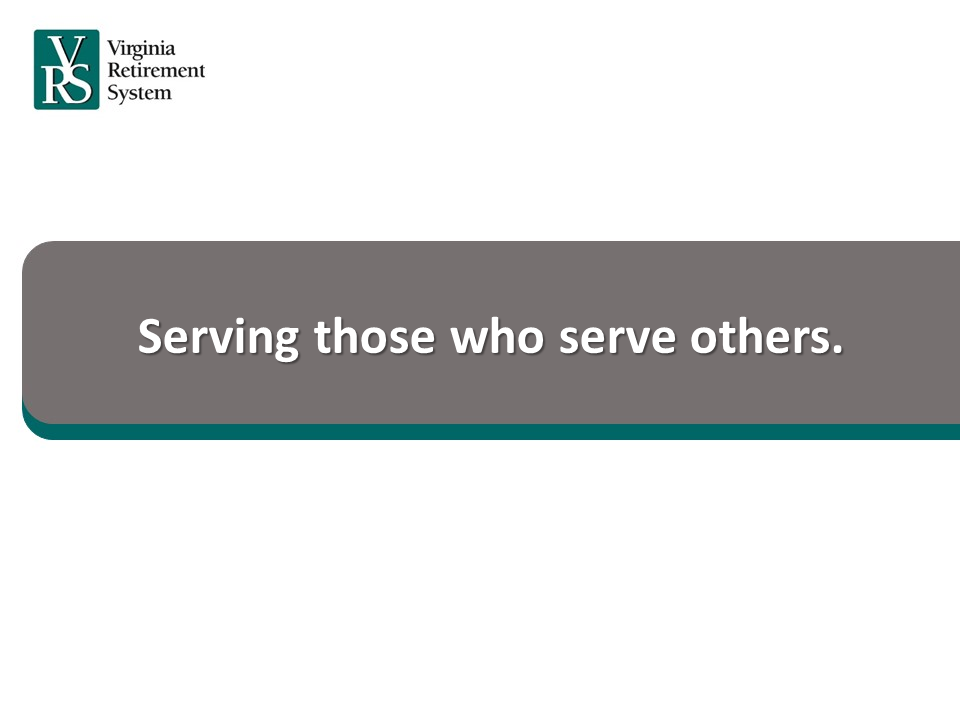 VRS
Virginia
Retirement
System
Serving those who serve others.